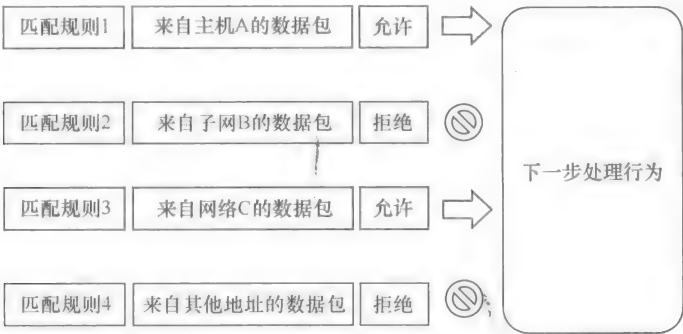 匹配规则1 来自主机A的数据包 允许
匹配规则2 来自子网B的数据包 拒绝
下一步处理行为
匹配规则3 来自网络C的数据包 允许
匹配规则4 来自其他地址的数据包 拒绝